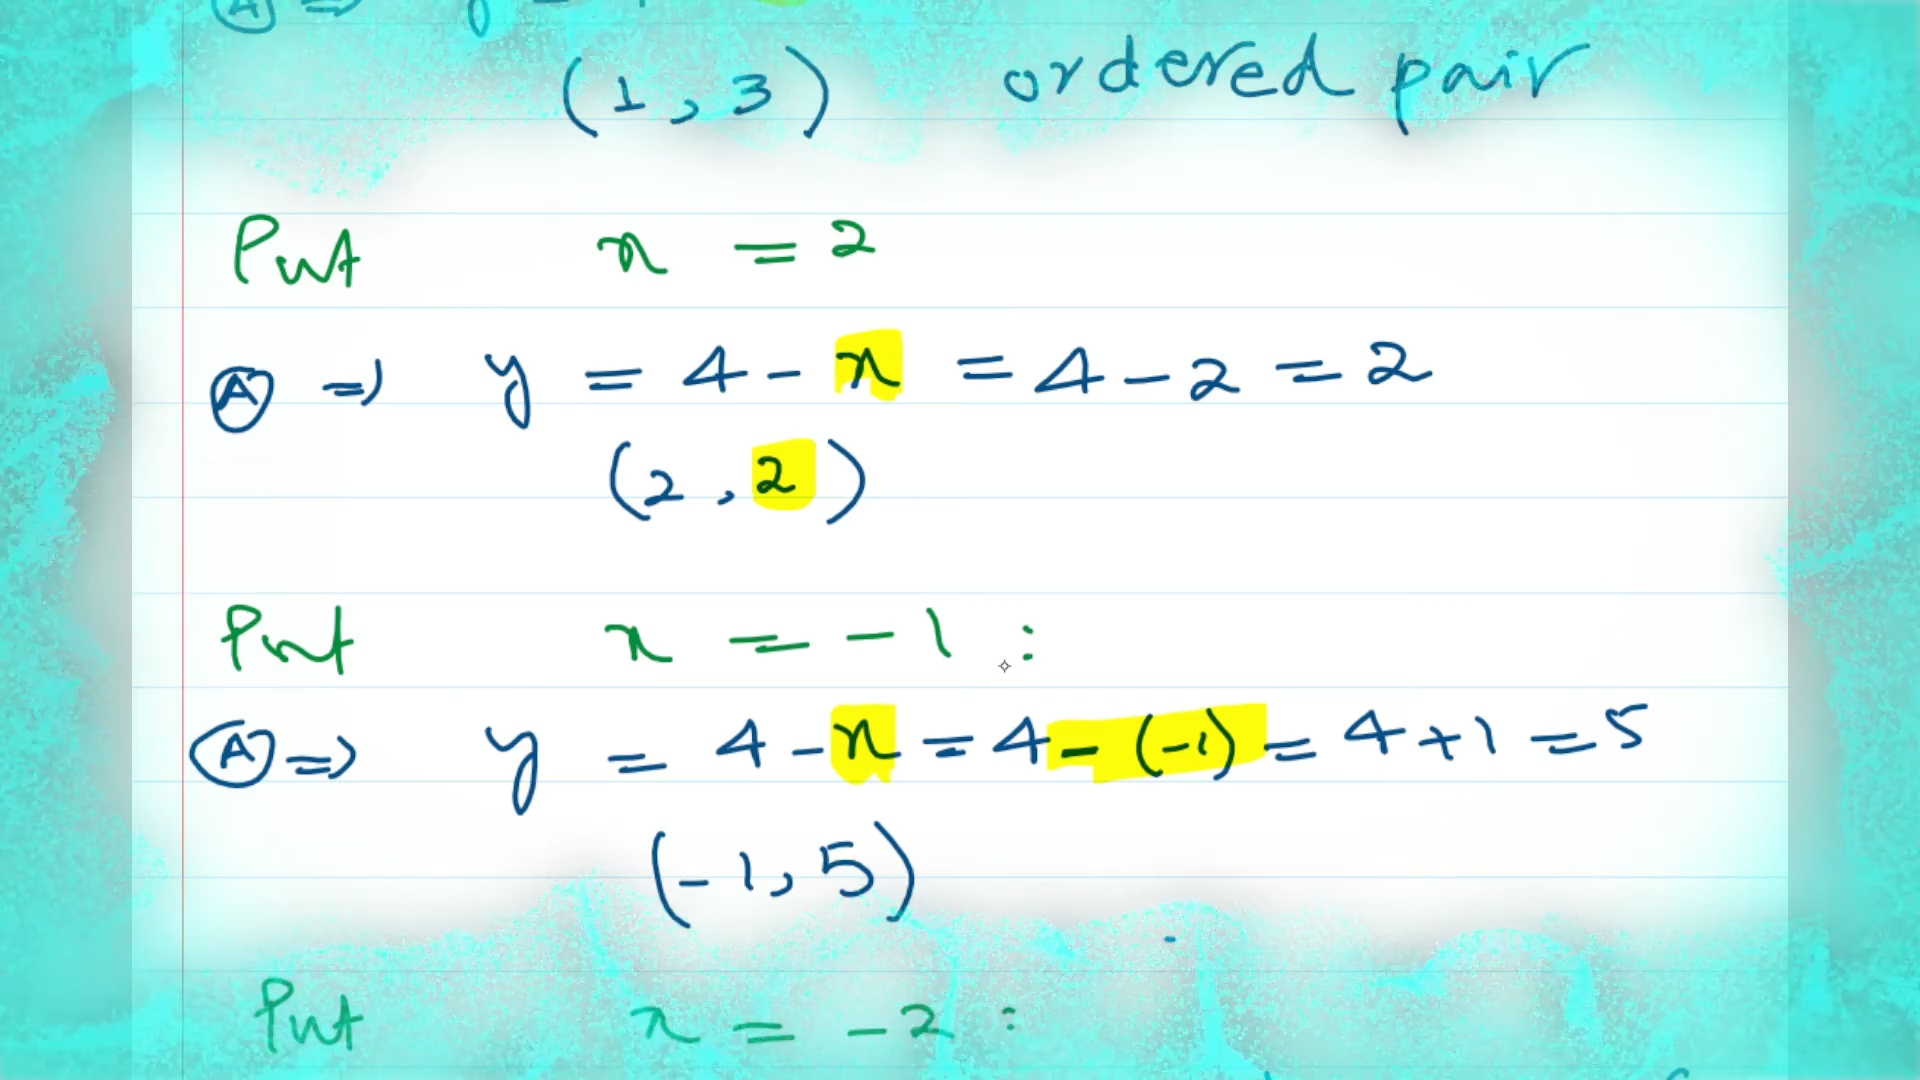 Ⓐ ⇒ y =
(1, 3) ordered pair
Put x = 2
Ⓐ ⇒ y = 4 - x = 4 - 2 = 2
(2, 2)
Put x = -1 :
Ⓐ ⇒ y = 4 - x = 4 - (-1) = 4 + 1 = 5
(-1, 5)
Put x = -2 :